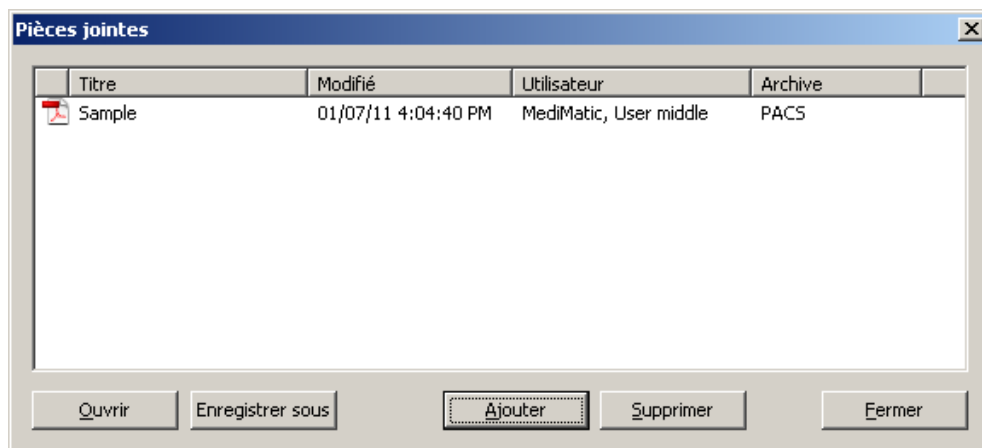 Pièces jointes
Titre Modifié Utilisateur Archive
Sample 01/07/11 4:04:40 PM MediMatic, User middle PACS
Ouvrir Enregistrer sous Ajouter Supprimer Fermer